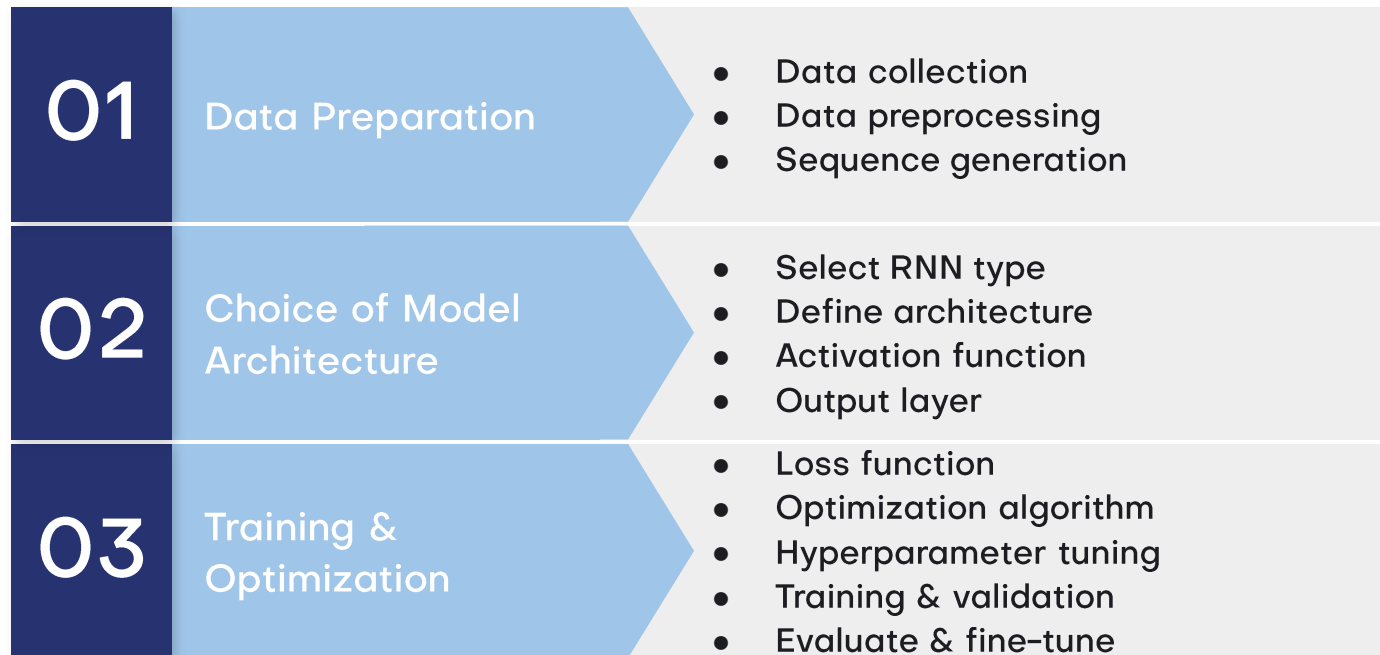 01
Data Preparation
● Data collection
● Data preprocessing
● Sequence generation
02
Choice of Model
Architecture
● Select RNN type
● Define architecture
● Activation function
● Output layer
03
Training &
Optimization
● Loss function
● Optimization algorithm
● Hyperparameter tuning
● Training & validation
● Evaluate & fine-tune